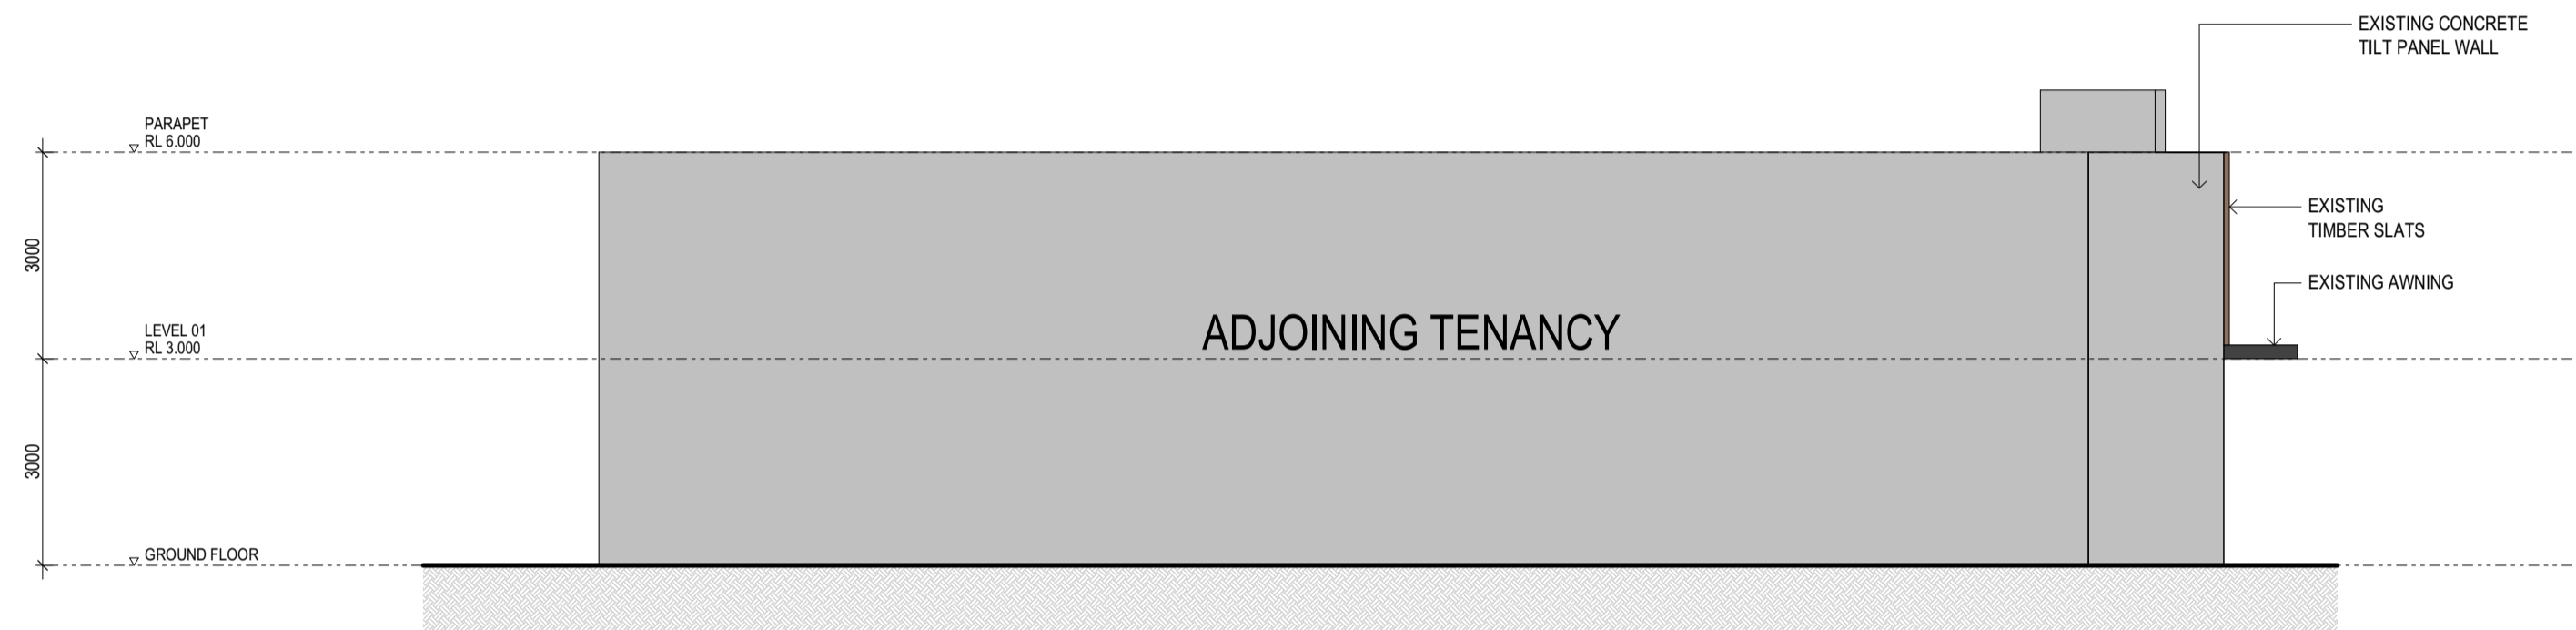 EXISTING CONCRETE
TILT PANEL WALL
PARAPET
RL 6.000
EXISTING
TIMBER SLATS
3000
EXISTING AWNING
LEVEL 01
RL 3.000
ADJOINING TENANCY
3000
GROUND FLOOR